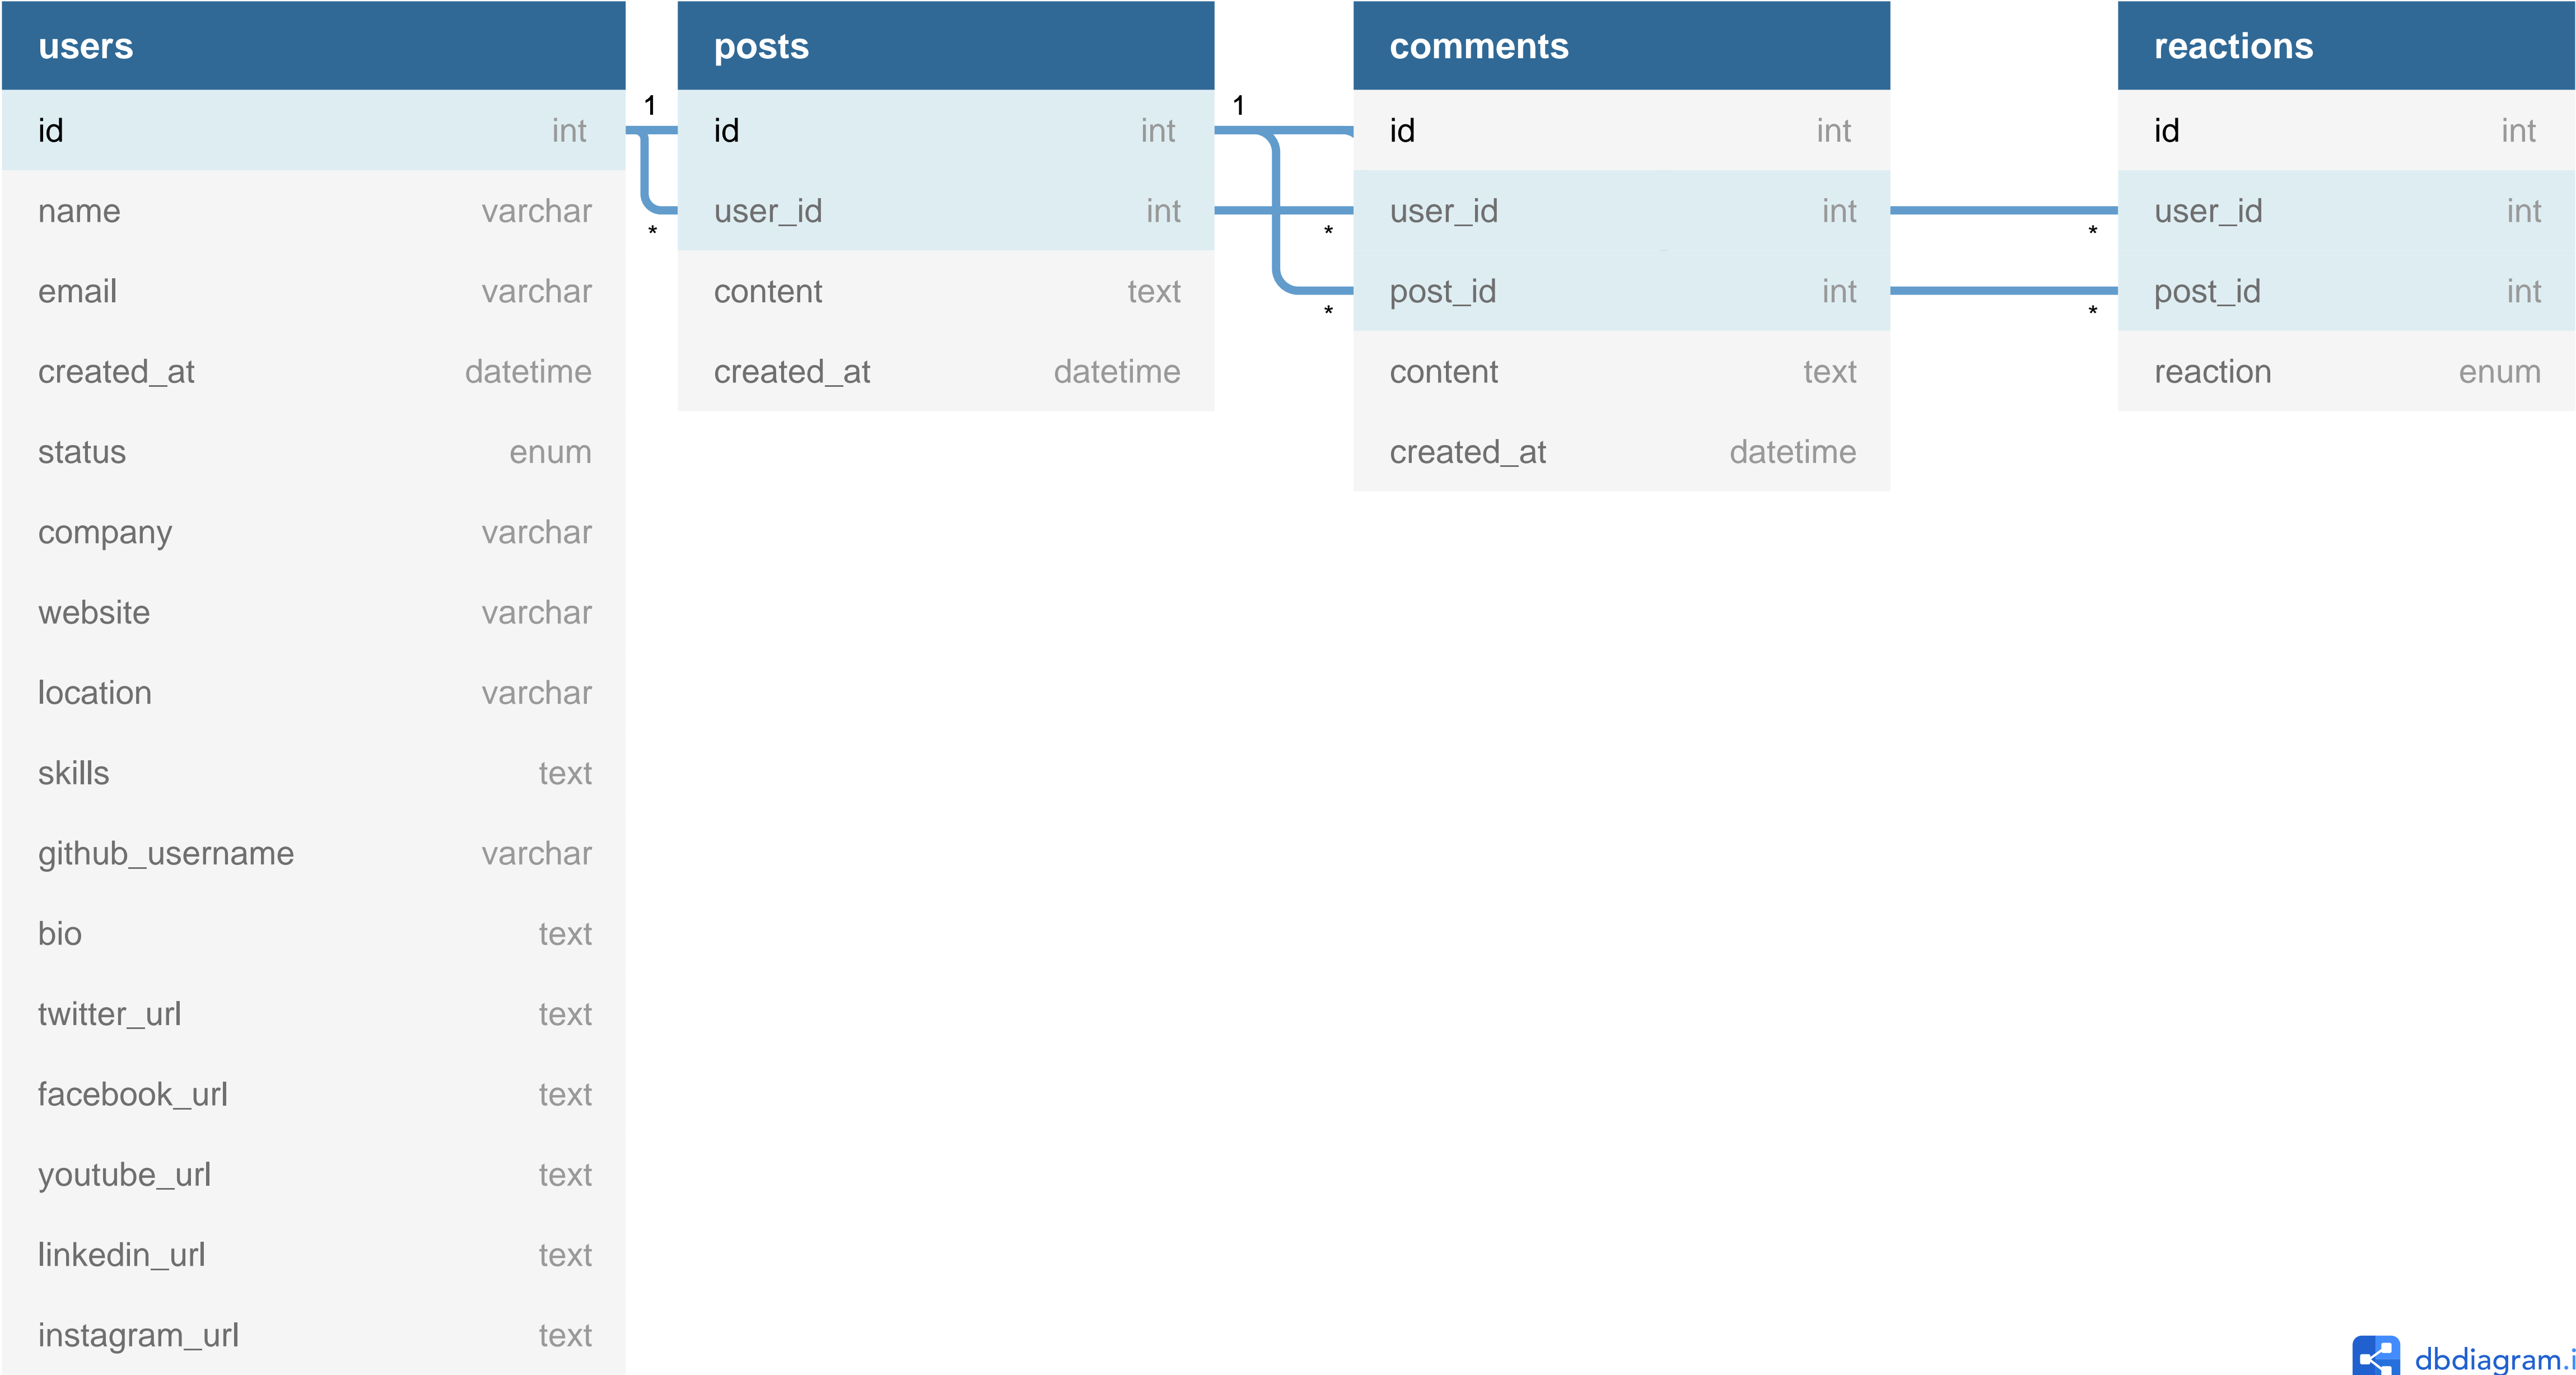 users
id int
name varchar
email varchar
created_at datetime
status enum
company varchar
website varchar
location varchar
skills text
github_username varchar
bio text
twitter_url text
facebook_url text
youtube_url text
linkedin_url text
instagram_url text
1
*
posts
id int
user_id int
content text
created_at datetime
1
*
*
comments
id int
user_id int
post_id int
content text
created_at datetime
*
*
reactions
id int
user_id int
post_id int
reaction enum
dbdiagram.i